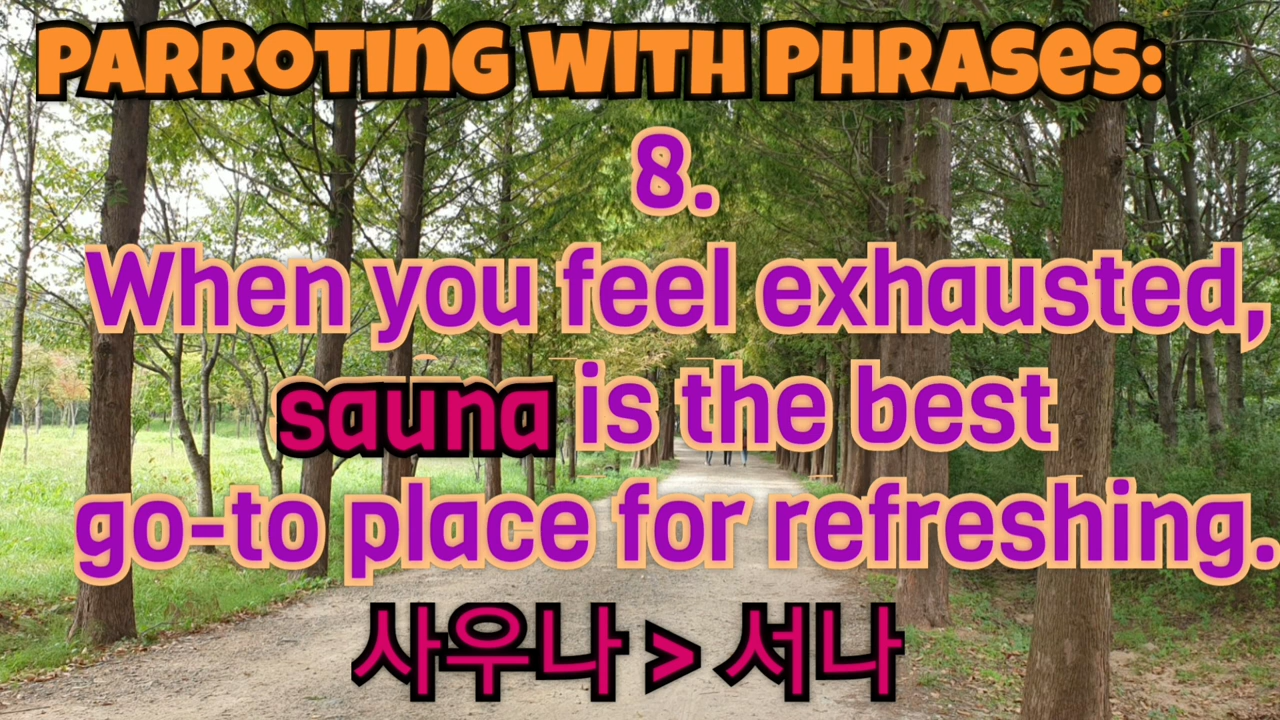 PARROTING WITH PHRASES:
8.
When you feel exhausted,
sauna is the best
go-to place for refreshing.
사우나 > 서나